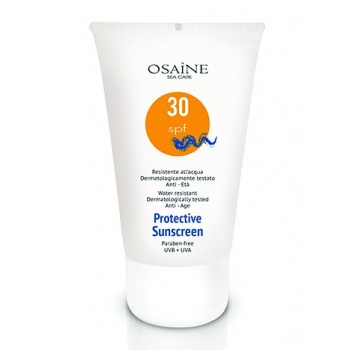 OSAINE
SEA CARE
30
spf
Resistente all'acqua
Dermatologicamente testato
Anti - Età
Water resistant
Dermatologically tested
Anti - Age
Protective
Sunscreen
Paraben-free
UVB + UVA